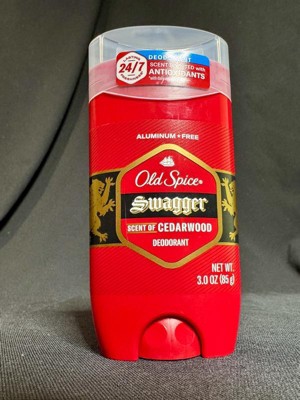 24/7
DEODORANT
SCENT
WITH
ANTIOXIDANTS
ALUMINUM • FREE
Old Spice®
Swagger
SCENT OF CEDARWOOD
DEODORANT
NET WT.
3.0 OZ (85 g)